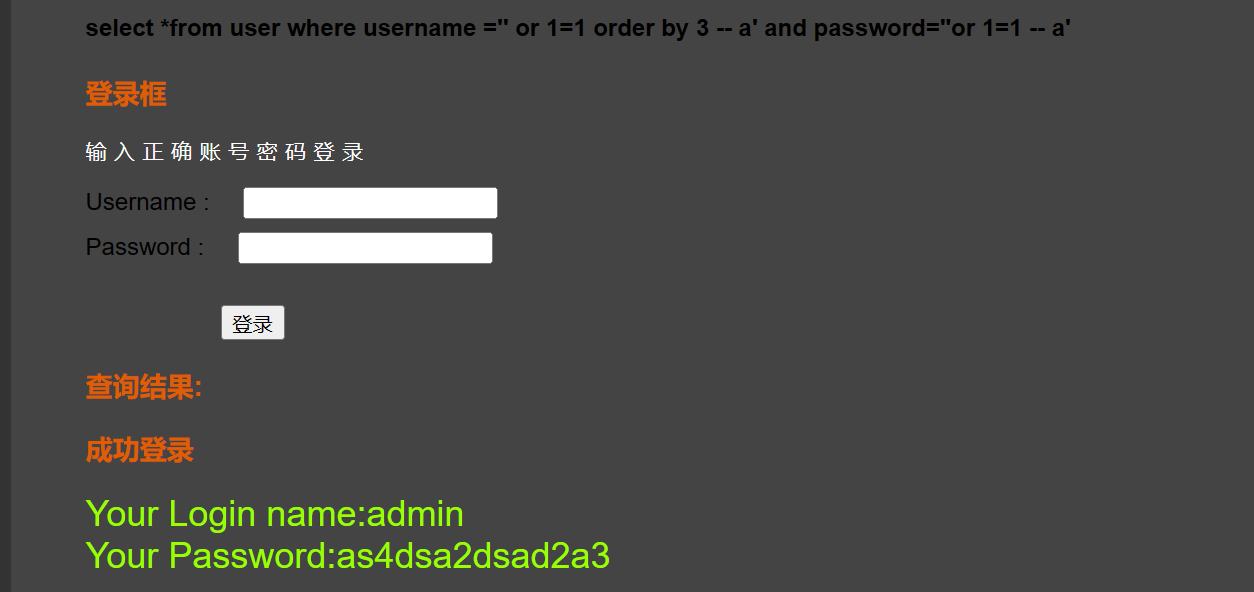 select *from user where username ='' or 1=1 order by 3 -- a' and password=''or 1=1 -- a'
登录框
输入正确账号密码登录
Username :
Password :
登录
查询结果:
成功登录
Your Login name:admin
Your Password:as4dsa2dsad2a3